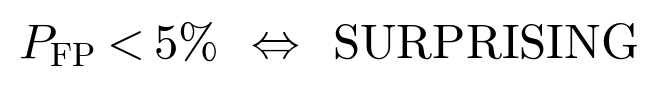 P_FP < 5% ⇔ SURPRISING